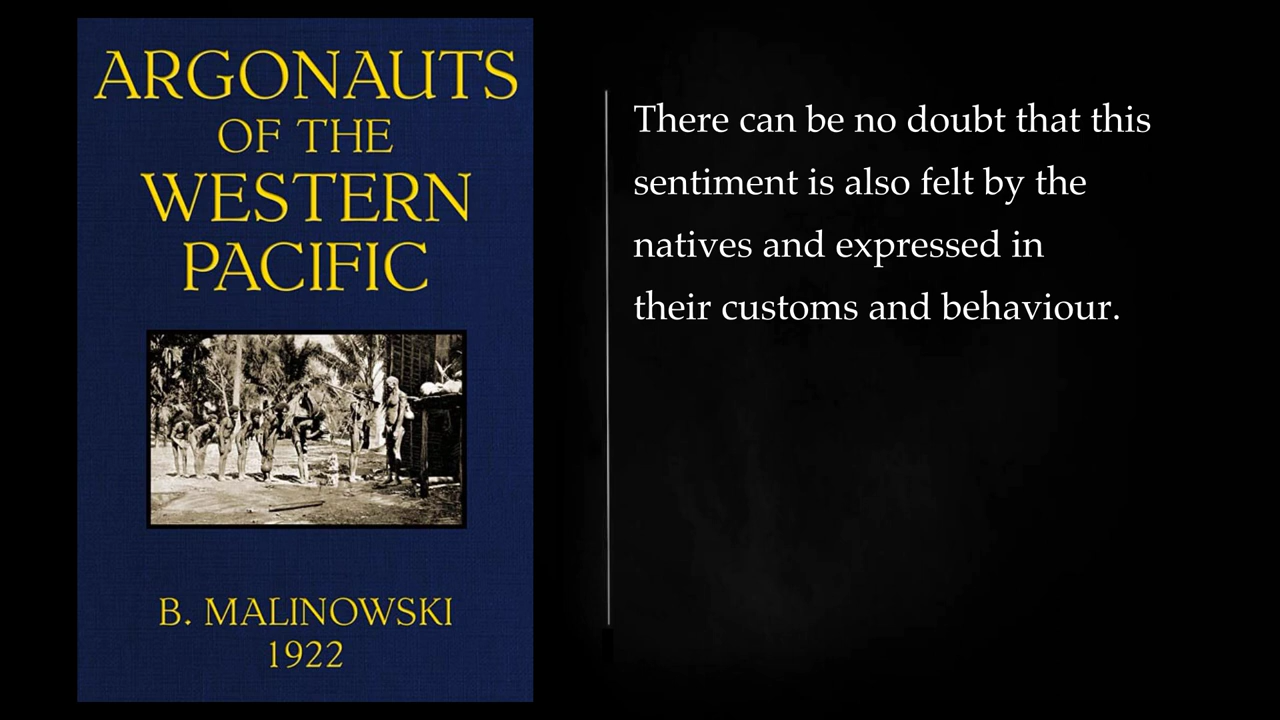 ARGONAUTS
OF THE
WESTERN
PACIFIC
B. MALINOWSKI
1922
There can be no doubt that this
sentiment is also felt by the
natives and expressed in
their customs and behaviour.